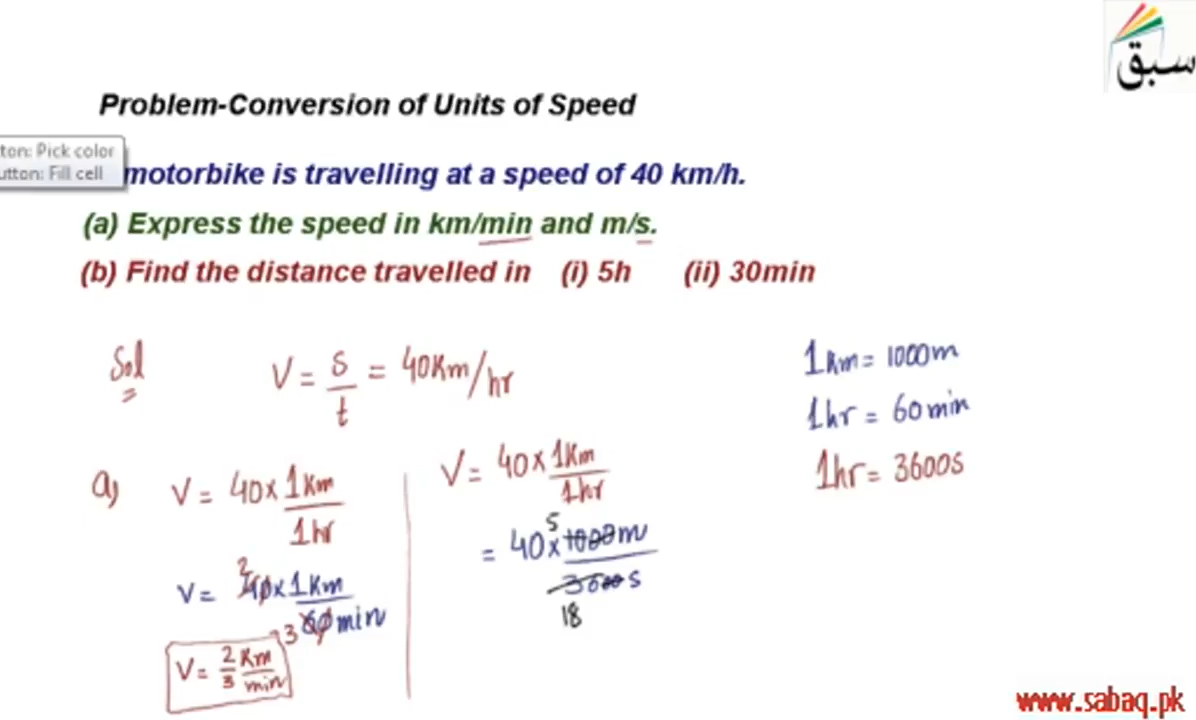 سبق
Problem-Conversion of Units of Speed
ton: Pick color
utton: Fill cell
motorbike is travelling at a speed of 40 km/h.
(a) Express the speed in km/min and m/s.
(b) Find the distance travelled in (i) 5h (ii) 30min
Sol
V = s/t = 40Km/hr
1Km = 1000m
1hr = 60min
1hr = 3600s
a) V = 40 x 1Km/1hr
V = 40 x 1Km/60min
2
3
V = 2/3 Km/min
V = 40 x 1Km/1hr
= 40 x 1000m/3600s
5
18
www.sabaq.pk